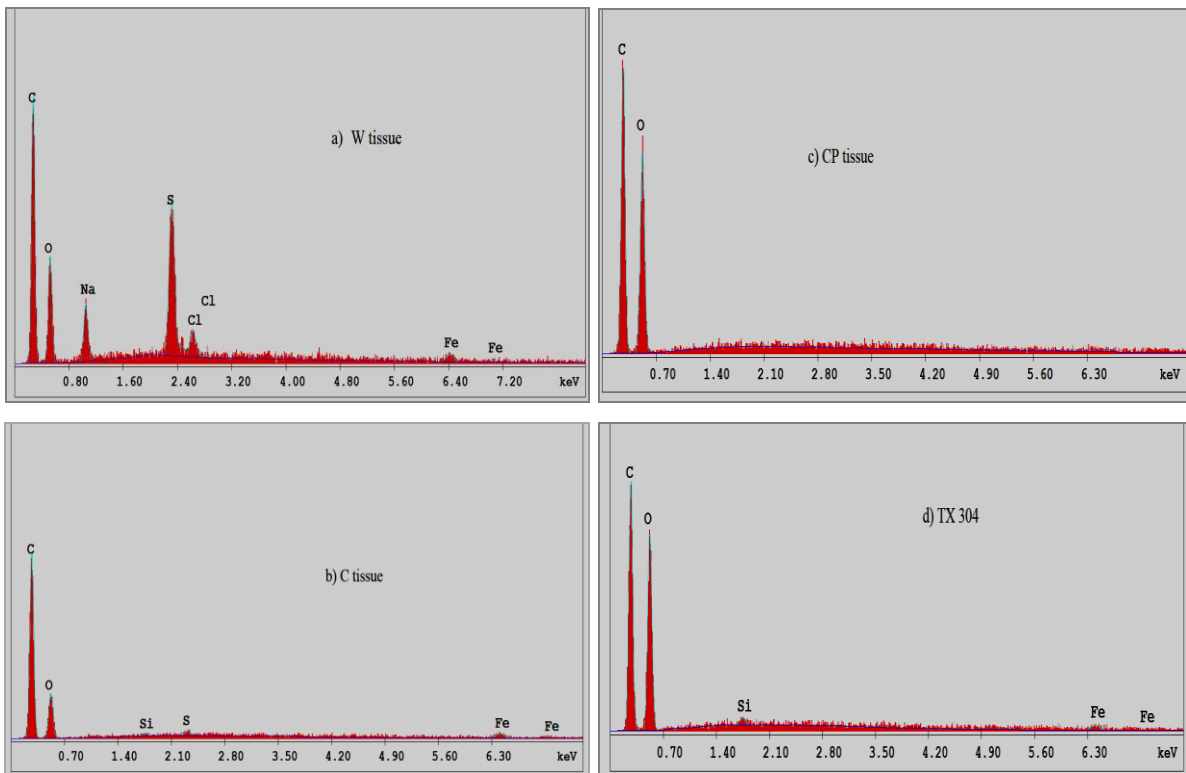 C
a) W tissue
S
O
Na
Cl
Cl
Fe Fe
0.80 1.60 2.40 3.20 4.00 4.80 5.60 6.40 7.20 keV
C
O
c) CP tissue
0.70 1.40 2.10 2.80 3.50 4.20 4.90 5.60 6.30 keV
C
b) C tissue
O
Si S Fe Fe
0.70 1.40 2.10 2.80 3.50 4.20 4.90 5.60 6.30 keV
C
O
d) TX 304
Si Fe Fe
0.70 1.40 2.10 2.80 3.50 4.20 4.90 5.60 6.30 keV